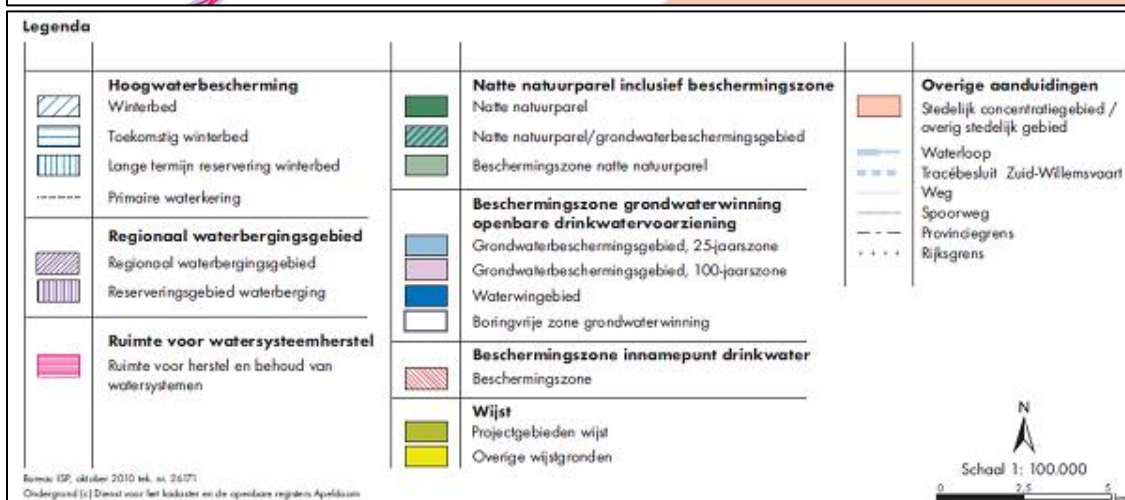 Legenda
Hoogwaterbescherming
Winterbed
Toekomstig winterbed
Lange termijn reservering winterbed
Primaire waterkering
Regionaal waterbergingsgebied
Regionaal waterbergingsgebied
Reserveringsgebied waterberging
Ruimte voor watersysteemherstel
Ruimte voor herstel en behoud van
watersystemen
Natte natuurparel inclusief beschermingszone
Natte natuurparel
Natte natuurparel/grondwaterbeschermingsgebied
Beschermingszone natte natuurparel
Beschermingszone grondwaterwinning
openbare drinkwatervoorziening
Grondwaterbeschermingsgebied, 25-jaarszone
Grondwaterbeschermingsgebied, 100-jaarszone
Waterwingebied
Boringvrije zone grondwaterwinning
Beschermingszone innamepunt drinkwater
Beschermingszone
Wijst
Projectgebieden wijst
Overige wijstgronden
Overige aanduidingen
Stedelijk concentratiegebied /
overig stedelijk gebied
Waterloop
Tracébesluit Zuid-Willemsvaart
Weg
Spoorweg
Provinciegrens
Rijksgrens
N
Schaal 1: 100.000
0 2,5 5
Bureau ISP, oktober 2010 tek. nr. 26171
Ondergrond (c) Dienst voor het kadaster en de openbare registers Apeldoorn